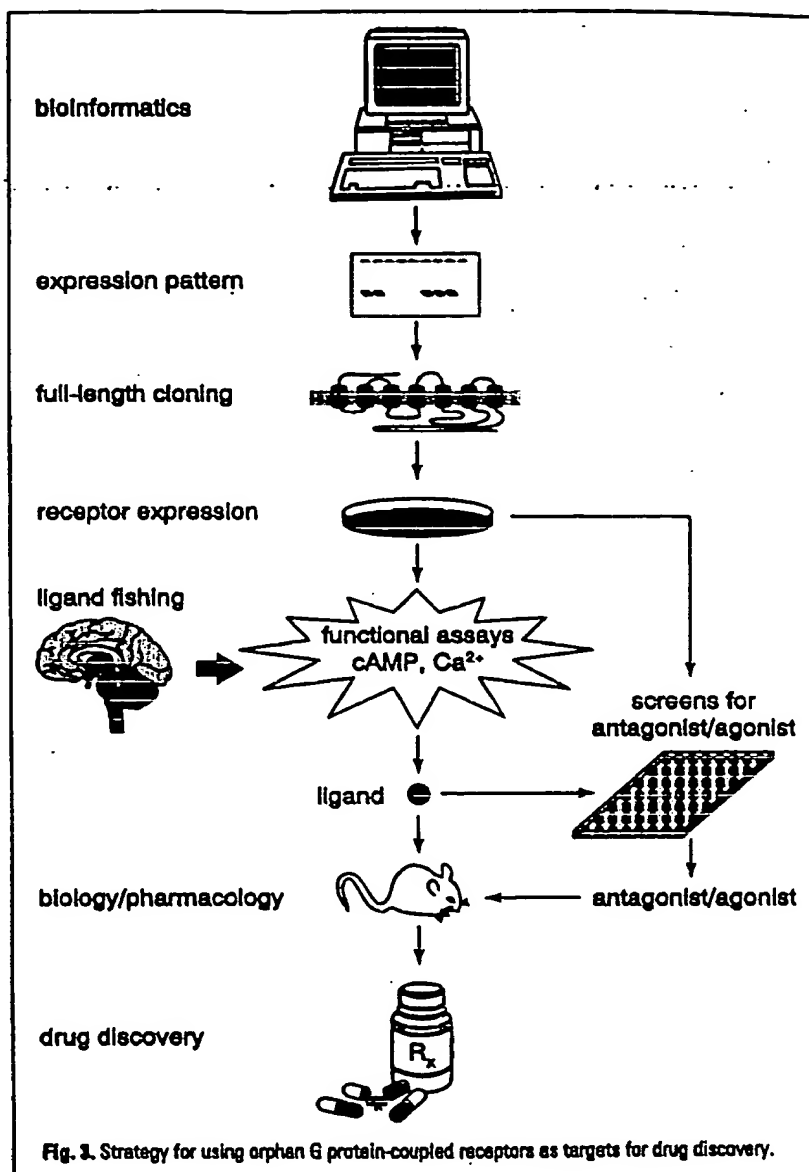 bioinformatics
expression pattern
full-length cloning
receptor expression
ligand fishing
functional assays
cAMP, Ca²⁺
screens for
antagonist/agonist
ligand
biology/pharmacology
antagonist/agonist
drug discovery
Rx
Fig. 3. Strategy for using orphan G protein-coupled receptors as targets for drug discovery.